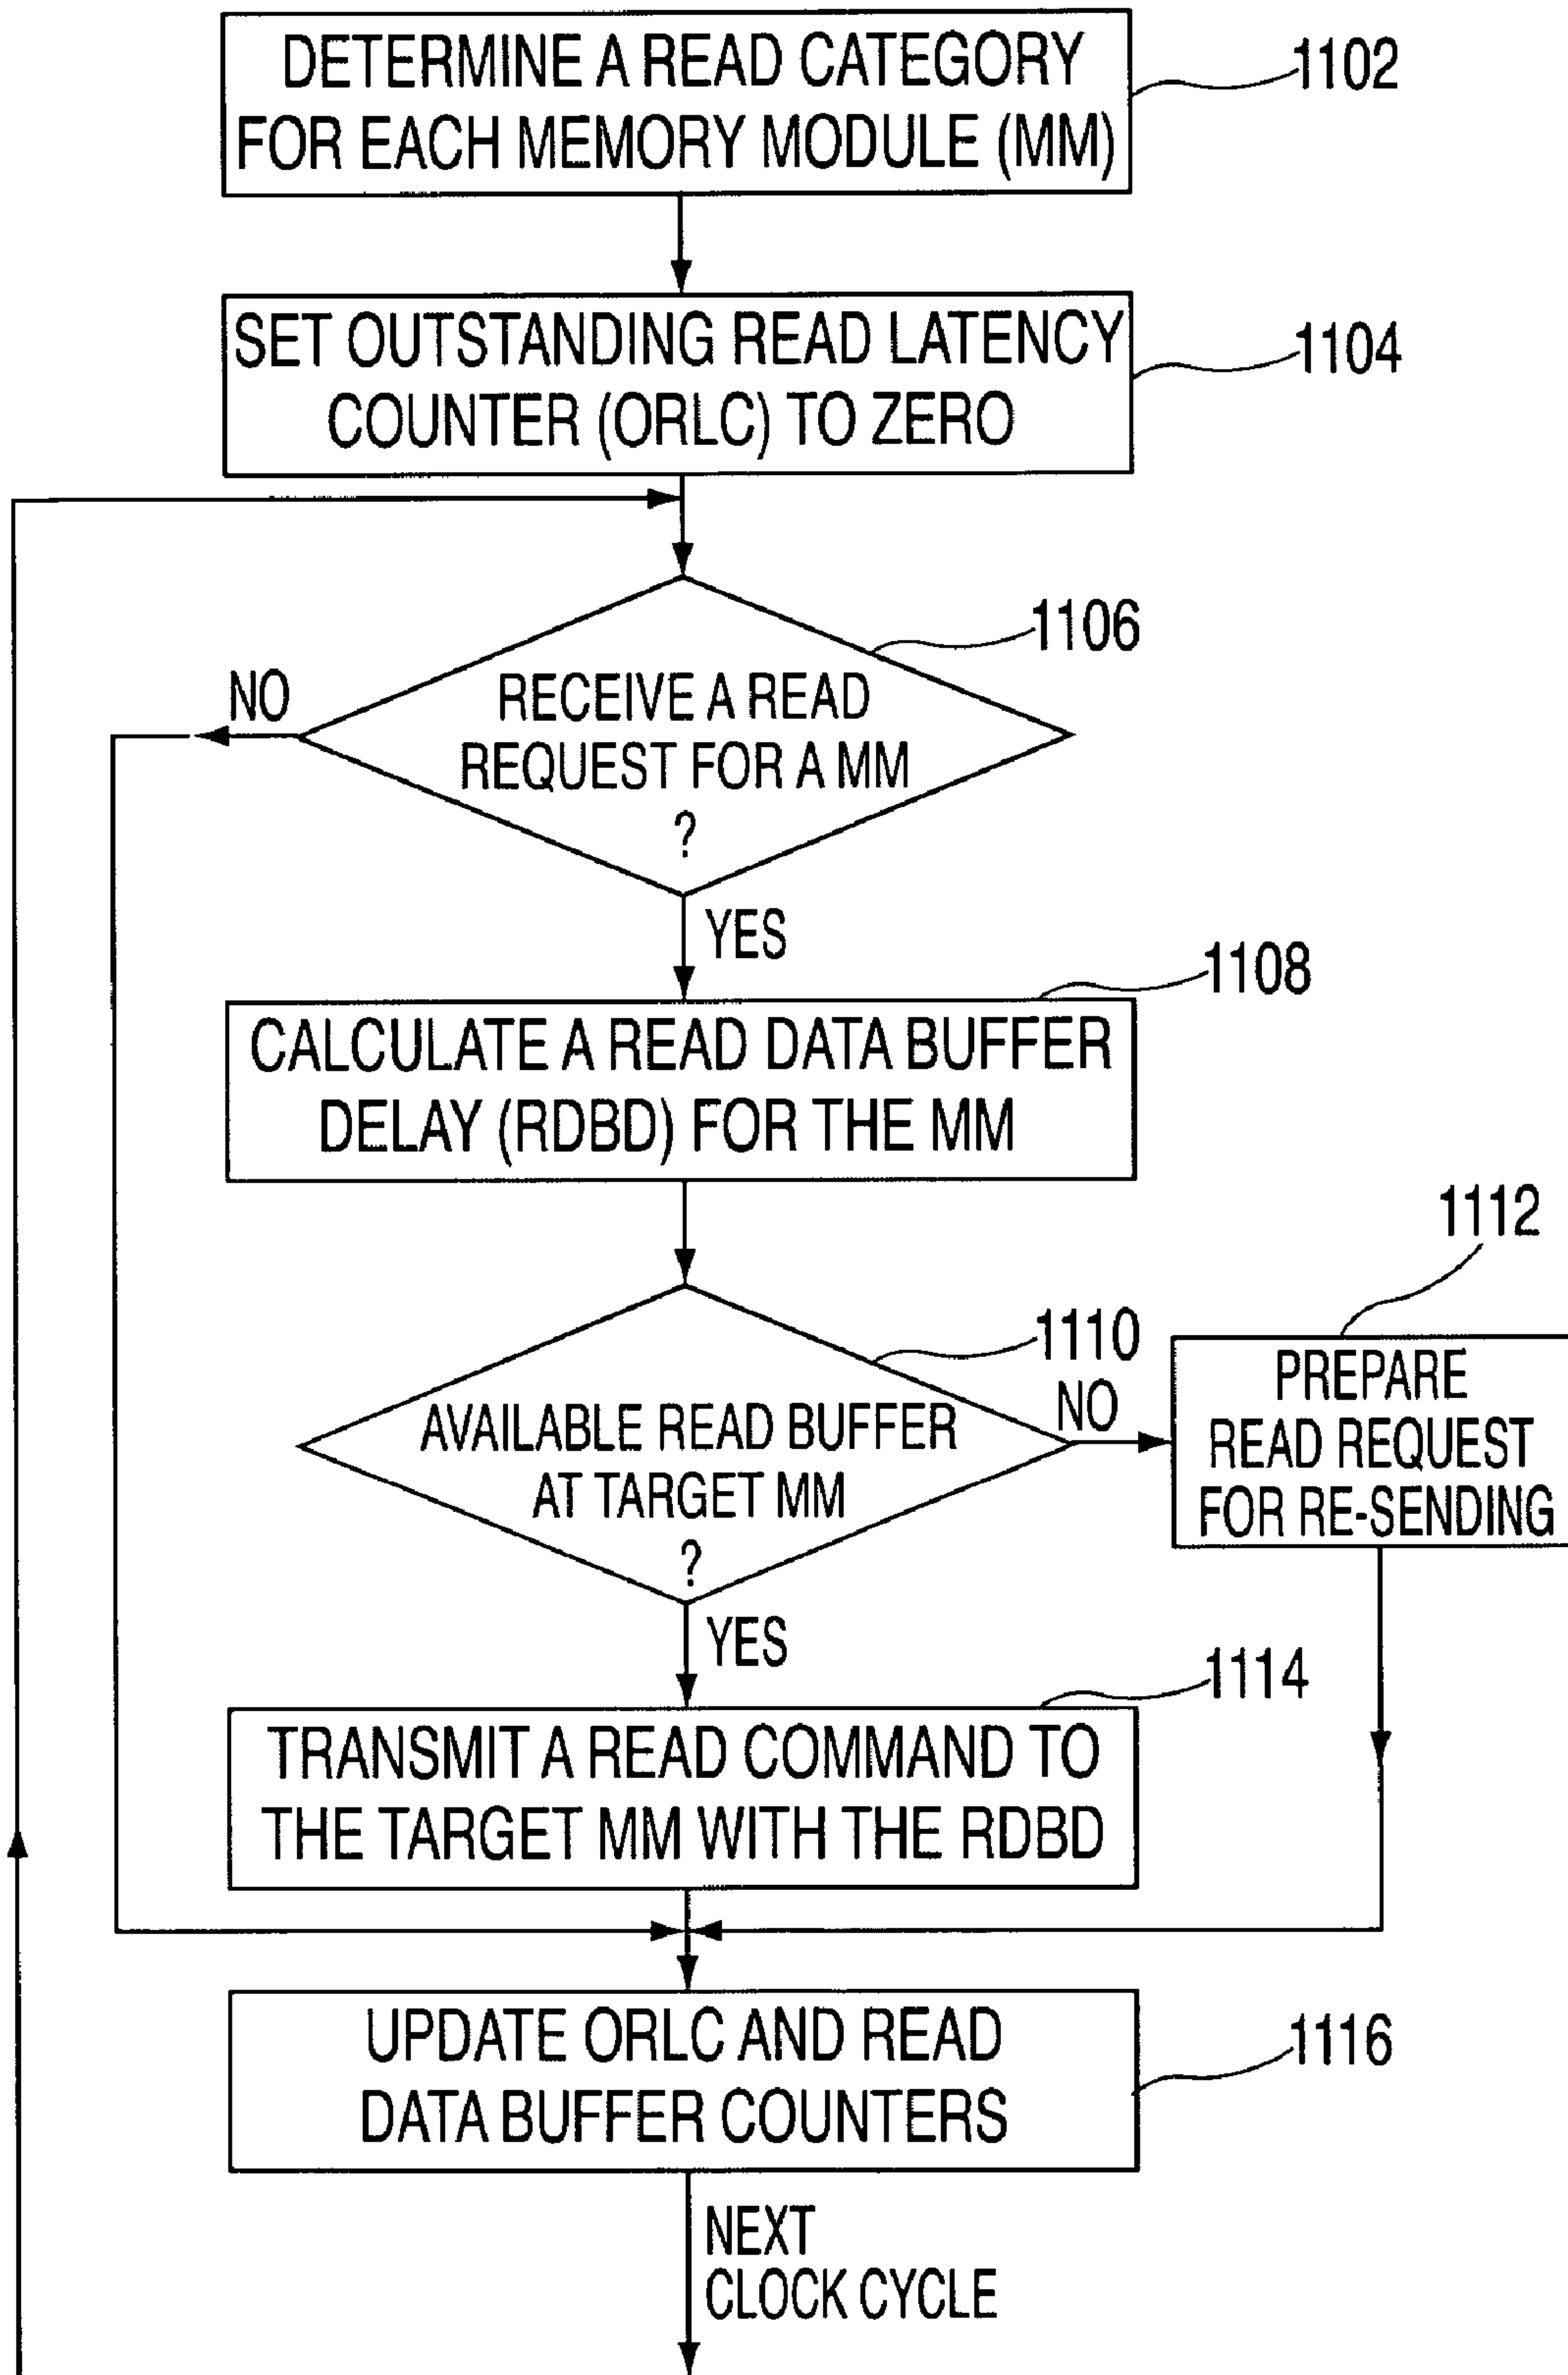 DETERMINE A READ CATEGORY
FOR EACH MEMORY MODULE (MM)
1102
SET OUTSTANDING READ LATENCY
COUNTER (ORLC) TO ZERO
1104
1106
NO
RECEIVE A READ
REQUEST FOR A MM
?
YES
1108
CALCULATE A READ DATA BUFFER
DELAY (RDBD) FOR THE MM
1112
1110
NO
AVAILABLE READ BUFFER
AT TARGET MM
?
PREPARE
READ REQUEST
FOR RE-SENDING
YES
1114
TRANSMIT A READ COMMAND TO
THE TARGET MM WITH THE RDBD
UPDATE ORLC AND READ
DATA BUFFER COUNTERS
1116
NEXT
CLOCK CYCLE